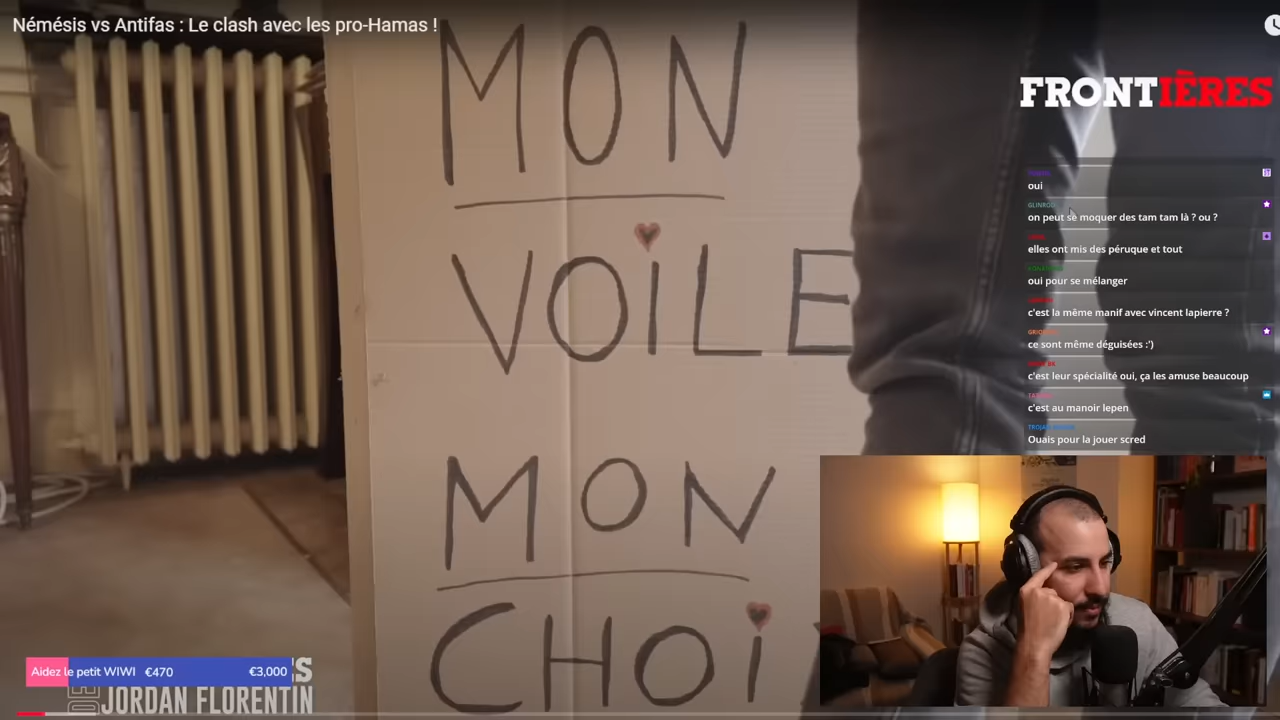 Némésis vs Antifas : Le clash avec les pro-Hamas !
MON
VOiLE
MON
CHOi
FRONTIÈRES
oui
GLINROC
on peut se moquer des tam tam là ? ou ?
elles ont mis des péruque et tout
oui pour se mélanger
c'est la même manif avec vincent lapierre ?
ce sont même déguisées :')
c'est leur spécialité oui, ça les amuse beaucoup
c'est au manoir lepen
Ouais pour la jouer scred
Aidez le petit WIWI €470 €3,000
JORDAN FLORENTIN